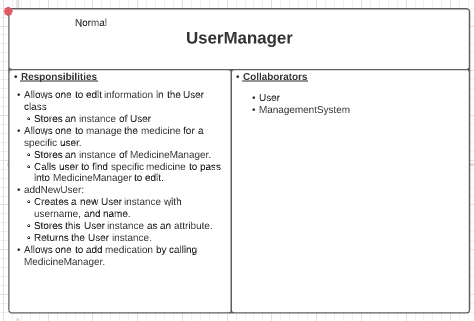 Normal
UserManager
• Responsibilities
• Allows one to edit information in the User
class
∘ Stores an instance of User
• Allows one to manage the medicine for a
specific user.
∘ Stores an instance of MedicineManager.
∘ Calls user to find specific medicine to pass
into MedicineManager to edit.
• addNewUser:
∘ Creates a new User instance with
username, and name.
∘ Stores this User instance as an attribute.
∘ Returns the User instance.
• Allows one to add medication by calling
MedicineManager.
• Collaborators
• User
• ManagementSystem